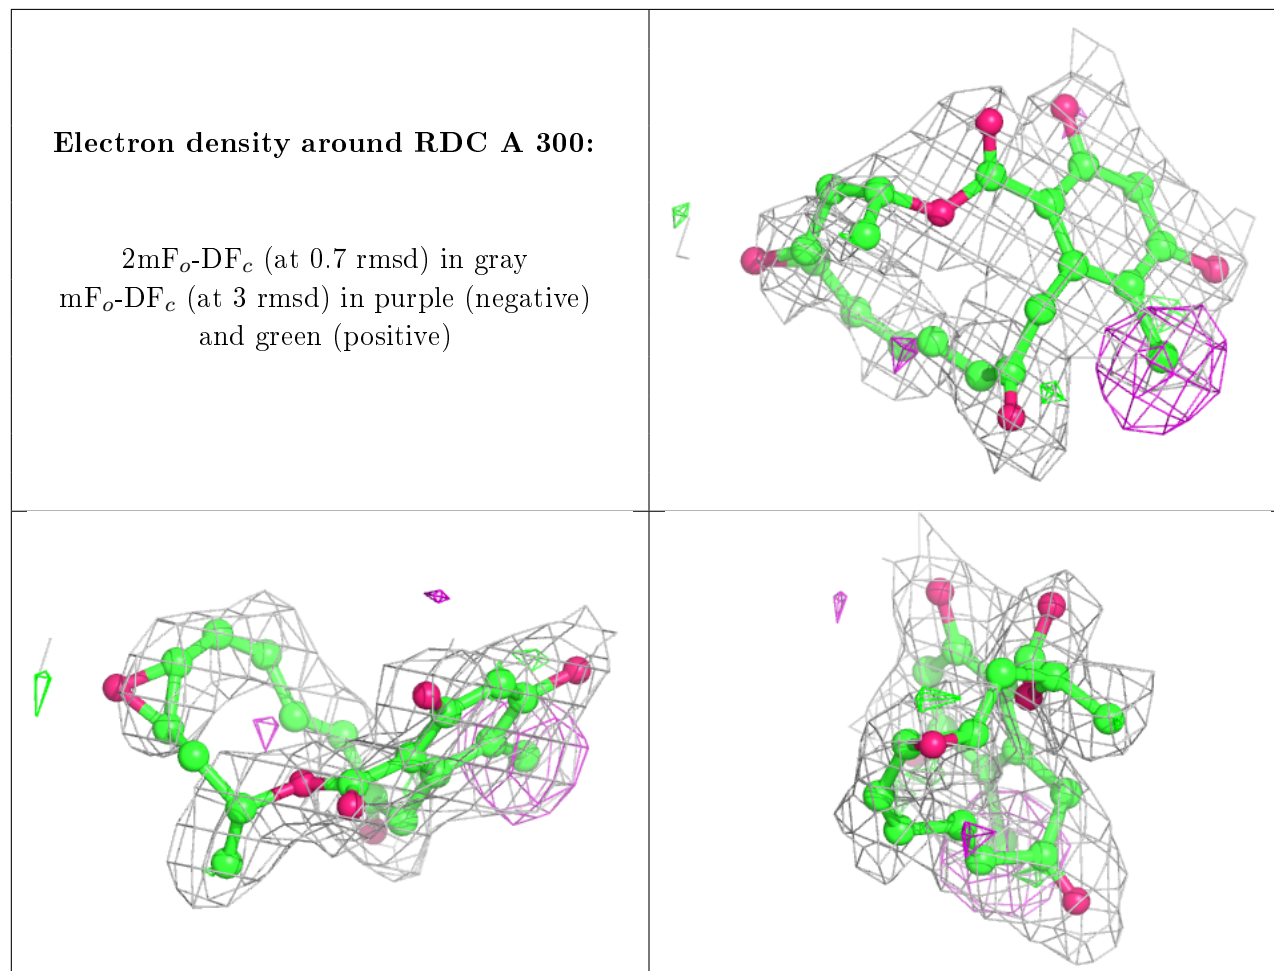 Electron density around RDC A 300:
2mFₒ-DF𝒸 (at 0.7 rmsd) in gray
mFₒ-DF𝒸 (at 3 rmsd) in purple (negative)
and green (positive)